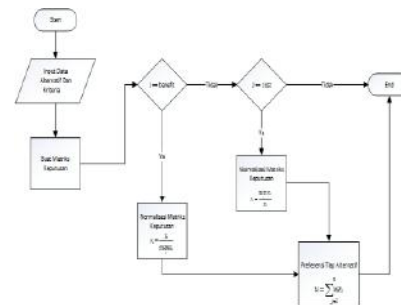 Start
Input Data
Alternatif Dan
Kriteria
Buat Matriks
Keputusan
J = benefit
Tidak
J = cost
Tidak
End
Ya
Ya
Normalisasi Matriks
Keputusan
Normalisasi Matriks
Keputusan
Preferensi Tiap Alternatif